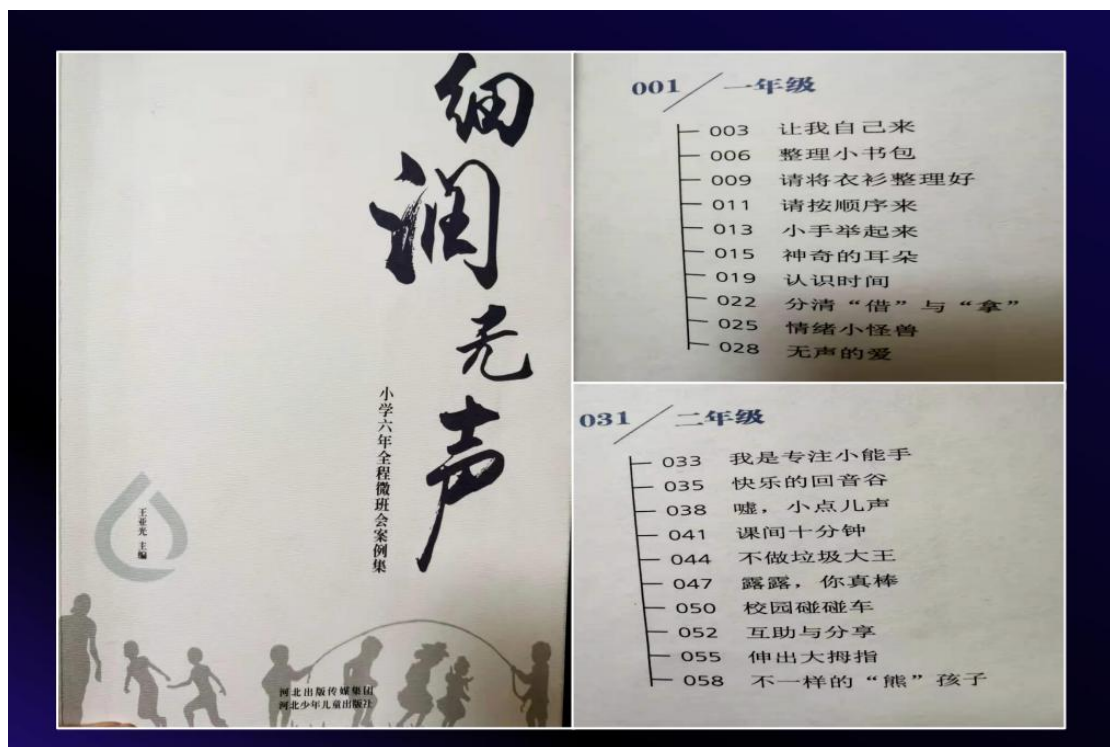 细润无声
小学六年全程微班会案例集
王亚光 主编
河北出版传媒集团
河北少年儿童出版社
001 / 一年级
003 让我自己来
006 整理小书包
009 请将衣衫整理好
011 请按顺序来
013 小手举起来
015 神奇的耳朵
019 认识时间
022 分清“借”与“拿”
025 情绪小怪兽
028 无声的爱
031 / 二年级
033 我是专注小能手
035 快乐的回音谷
038 嘘，小点儿声
041 课间十分钟
044 不做垃圾大王
047 露露，你真棒
050 校园碰碰车
052 互助与分享
055 伸出大拇指
058 不一样的“熊”孩子